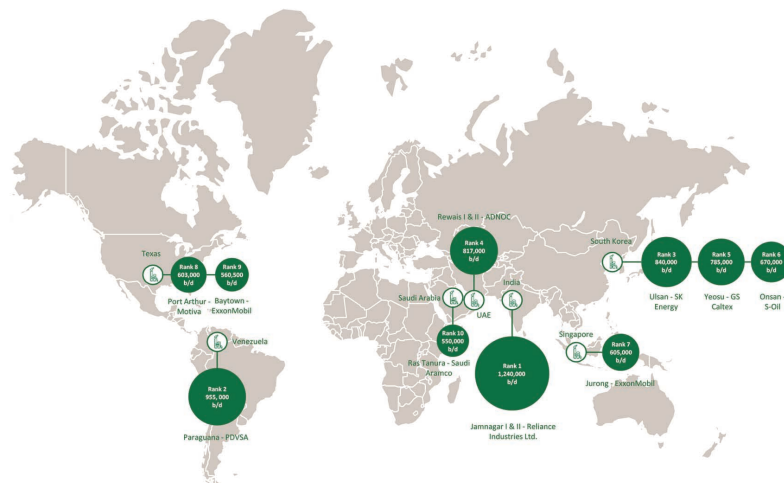 Rewais I & II - ADNOC
Rank 4
817,000
b/d
Texas
Rank 8
603,000
b/d
Rank 9
560,500
b/d
Port Arthur -
Motiva
Baytown -
ExxonMobil
South Korea
Rank 3
840,000
b/d
Rank 5
785,000
b/d
Rank 6
670,000
b/d
Ulsan - SK
Energy
Yeosu - GS
Caltex
Onsan -
S-Oil
Saudi Arabia
UAE
India
Rank 10
550,000
b/d
Ras Tanura - Saudi
Aramco
Venezuela
Rank 2
955, 000
b/d
Paraguana - PDVSA
Rank 1
1,240,000
b/d
Jamnagar I & II - Reliance
Industries Ltd.
Singapore
Rank 7
605,000
b/d
Jurong - ExxonMobil